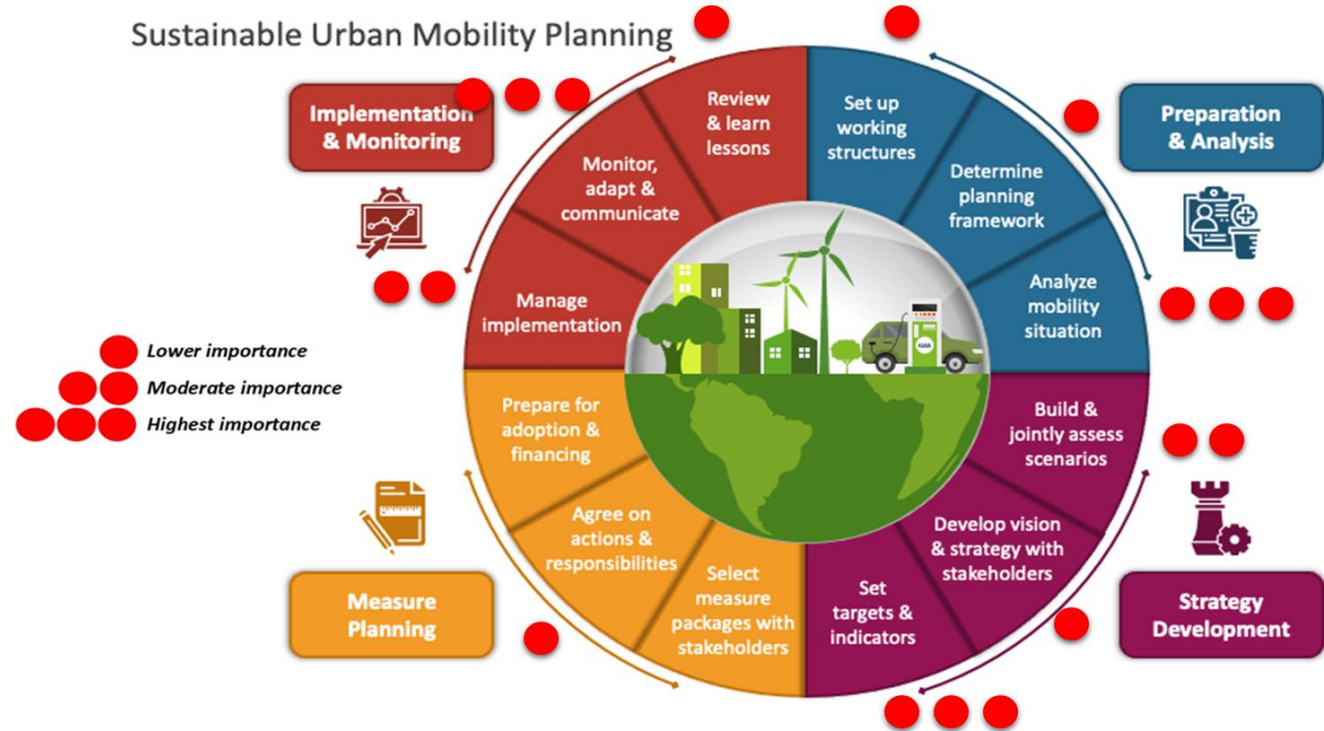 Sustainable Urban Mobility Planning
Implementation
& Monitoring
Review
& learn
lessons
Set up
working
structures
Preparation
& Analysis
Monitor,
adapt &
communicate
Determine
planning
framework
Manage
implementation
Analyze
mobility
situation
Lower importance
Moderate importance
Highest importance
Prepare for
adoption &
financing
Build &
jointly assess
scenarios
Agree on
actions &
responsibilities
Develop vision
& strategy with
stakeholders
Select
measure
packages with
stakeholders
Set
targets &
indicators
Measure
Planning
Strategy
Development